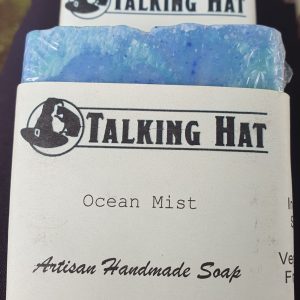 TALKING HAT
TALKING HAT
Ocean Mist
Artisan Handmade Soap